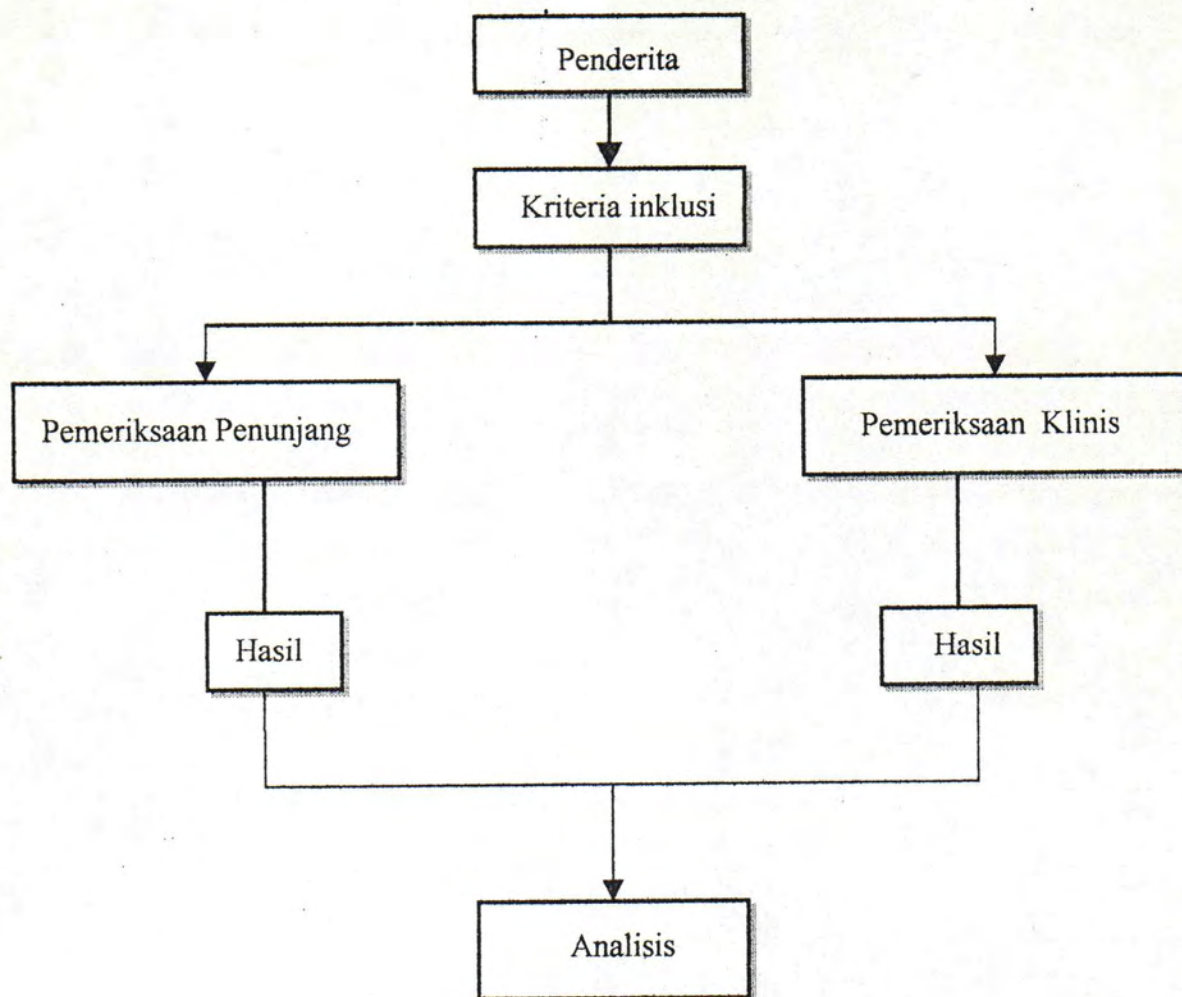 Penderita
Kriteria inklusi
Pemeriksaan Penunjang
Pemeriksaan  Klinis
Hasil
Hasil
Analisis